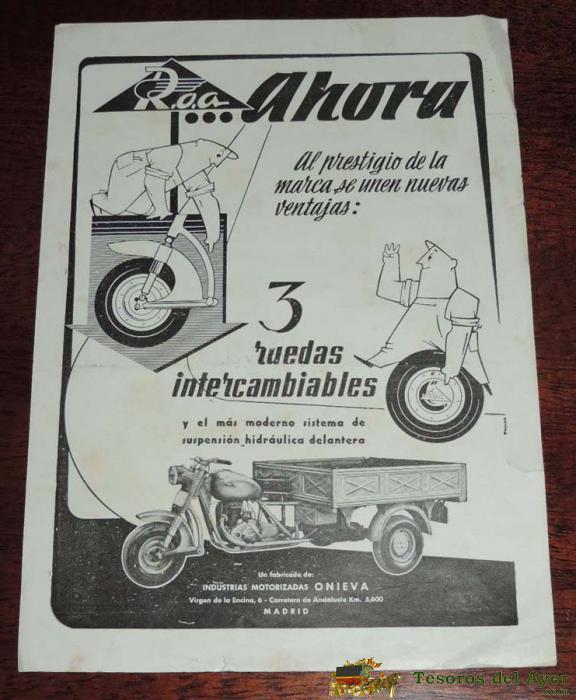 Roa
...Ahora
Al prestigio de la
marca se unen nuevas
ventajas:
3
ruedas
intercambiables
y el más moderno sistema de
suspensión hidráulica delantera
Un fabricado de:
INDUSTRIAS MOTORIZADAS ONIEVA
Virgen de la Encina, 6 - Carretera de Andalucía Km. 5,600
MADRID
Tesoros del Ayer